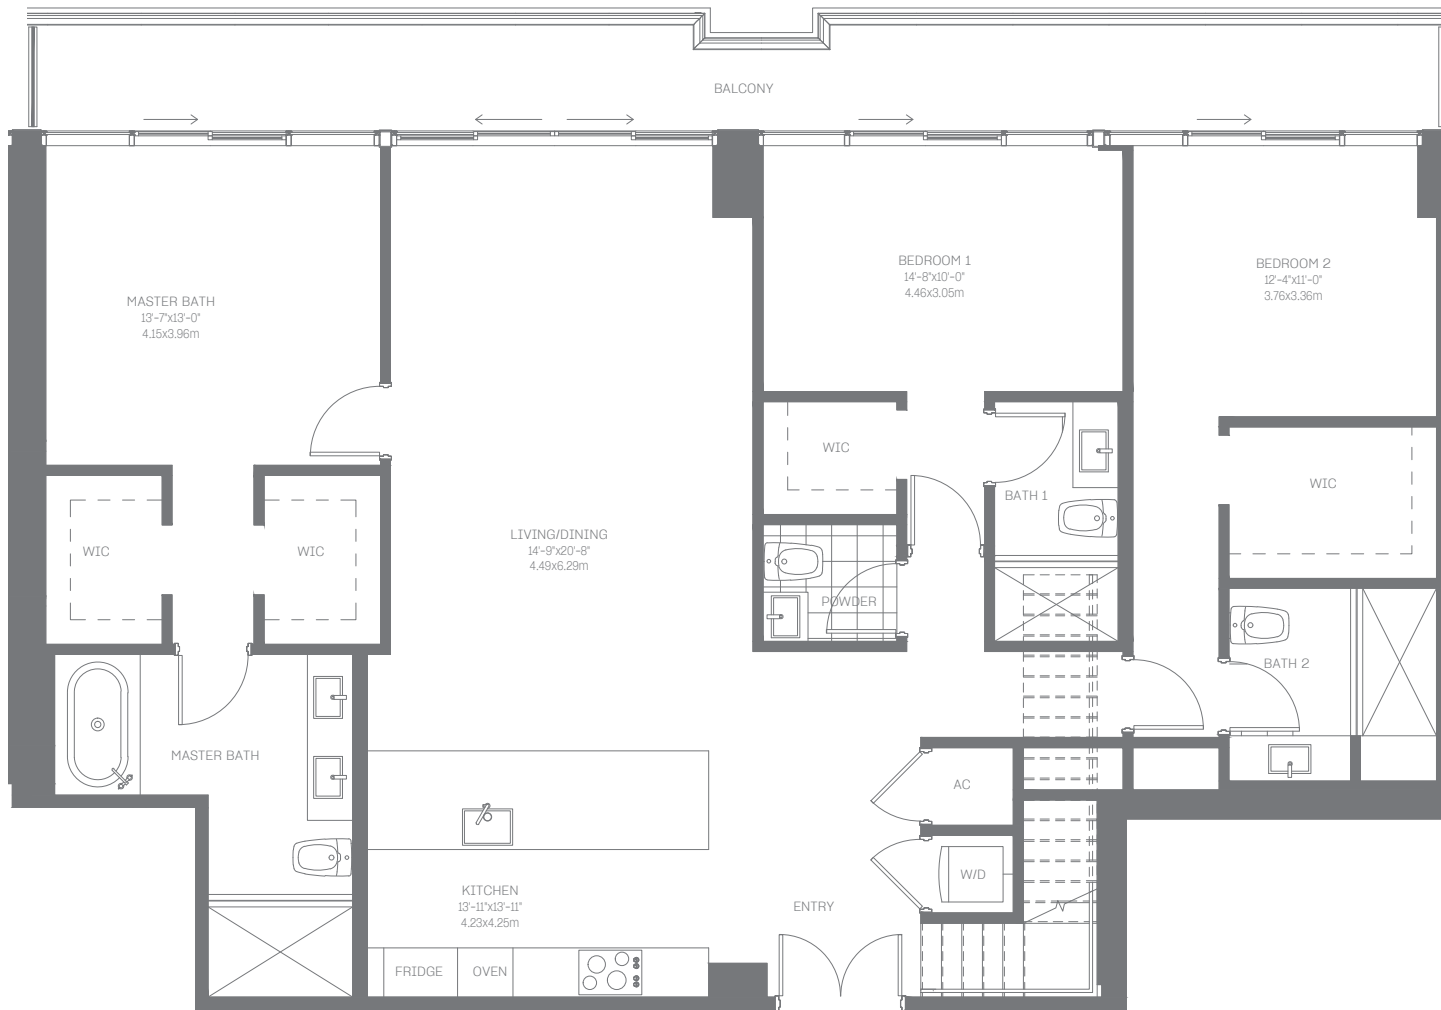 BALCONY
MASTER BATH
13'-7"x13'-0"
4.15x3.96m
BEDROOM 1
14'-8"x10'-0"
4.46x3.05m
BEDROOM 2
12'-4"x11'-0"
3.76x3.36m
WIC
WIC
LIVING/DINING
14'-9"x20'-8"
4.49x6.29m
WIC
BATH 1
POWDER
WIC
BATH 2
MASTER BATH
AC
W/D
KITCHEN
13'-11"x13'-11"
4.23x4.25m
ENTRY
FRIDGE
OVEN